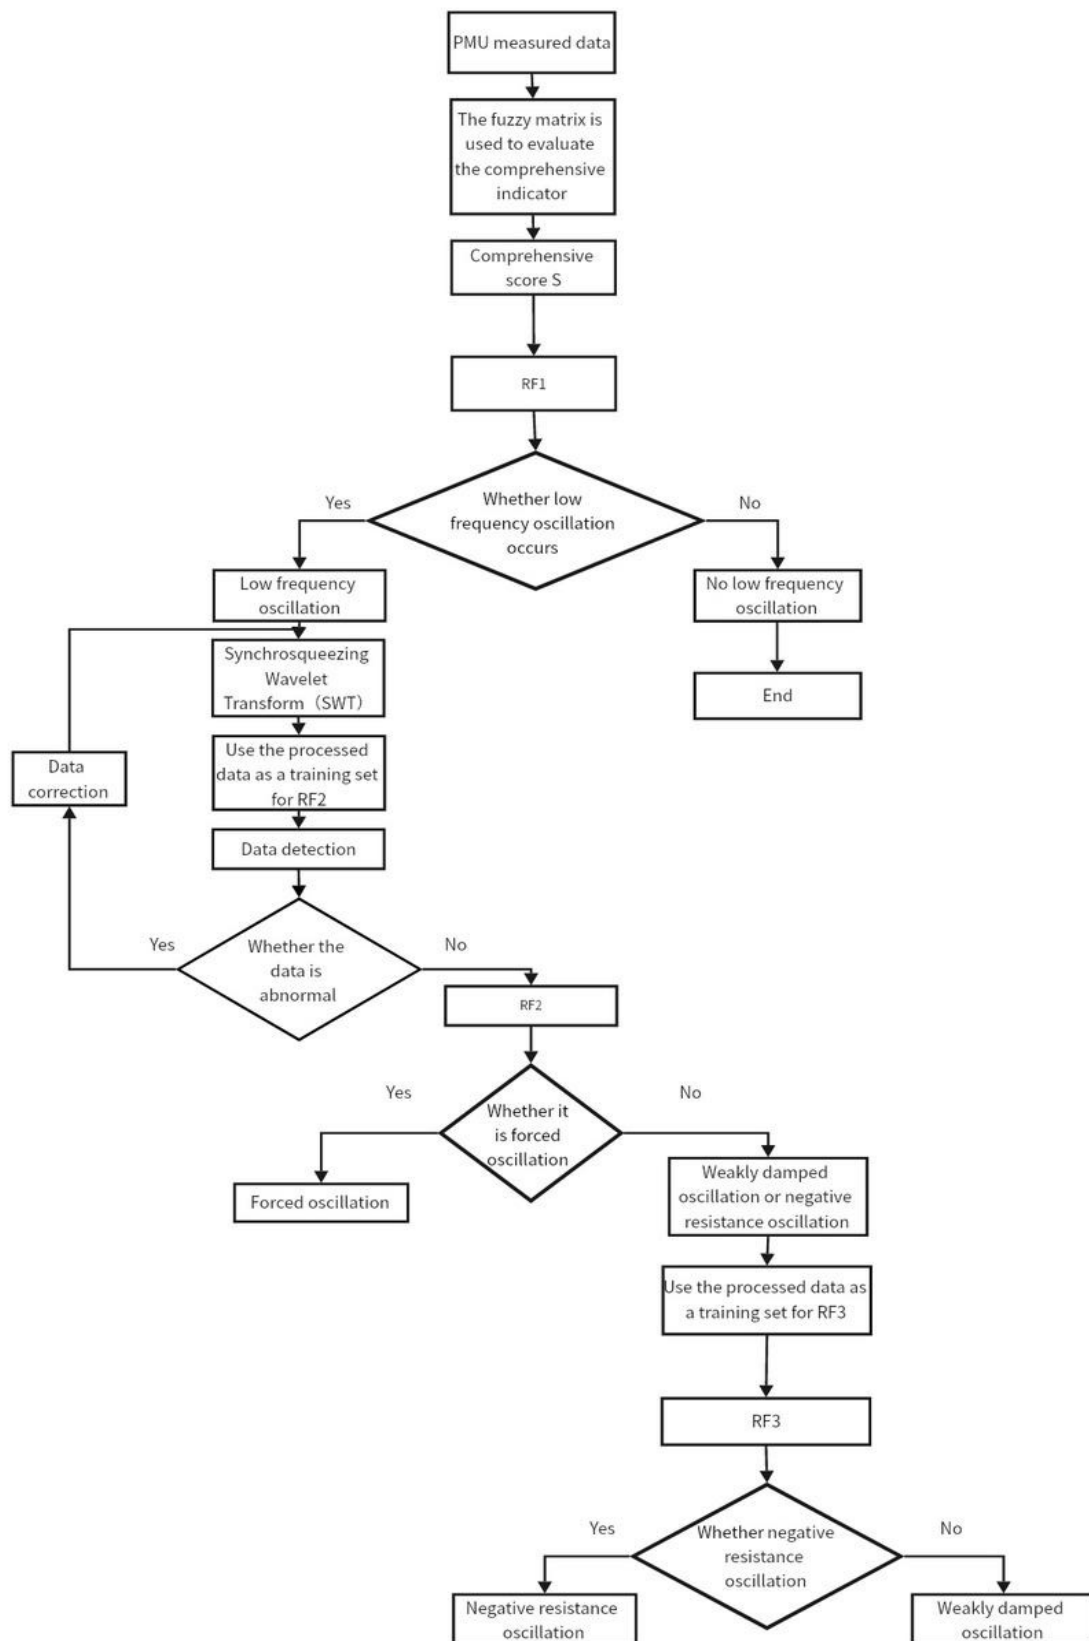 PMU measured data
The fuzzy matrix is
used to evaluate
the comprehensive
indicator
Comprehensive
score S
RF1
Whether low
frequency oscillation
occurs
Yes
No
Low frequency
oscillation
No low frequency
oscillation
Synchrosqueezing
Wavelet
Transform（SWT）
End
Use the processed
data as a training set
for RF2
Data
correction
Data detection
Whether the
data is
abnormal
Yes
No
RF2
Whether it
is forced
oscillation
Yes
No
Forced oscillation
Weakly damped
oscillation or negative
resistance oscillation
Use the processed data as
a training set for RF3
RF3
Whether negative
resistance
oscillation
Yes
No
Negative resistance
oscillation
Weakly damped
oscillation